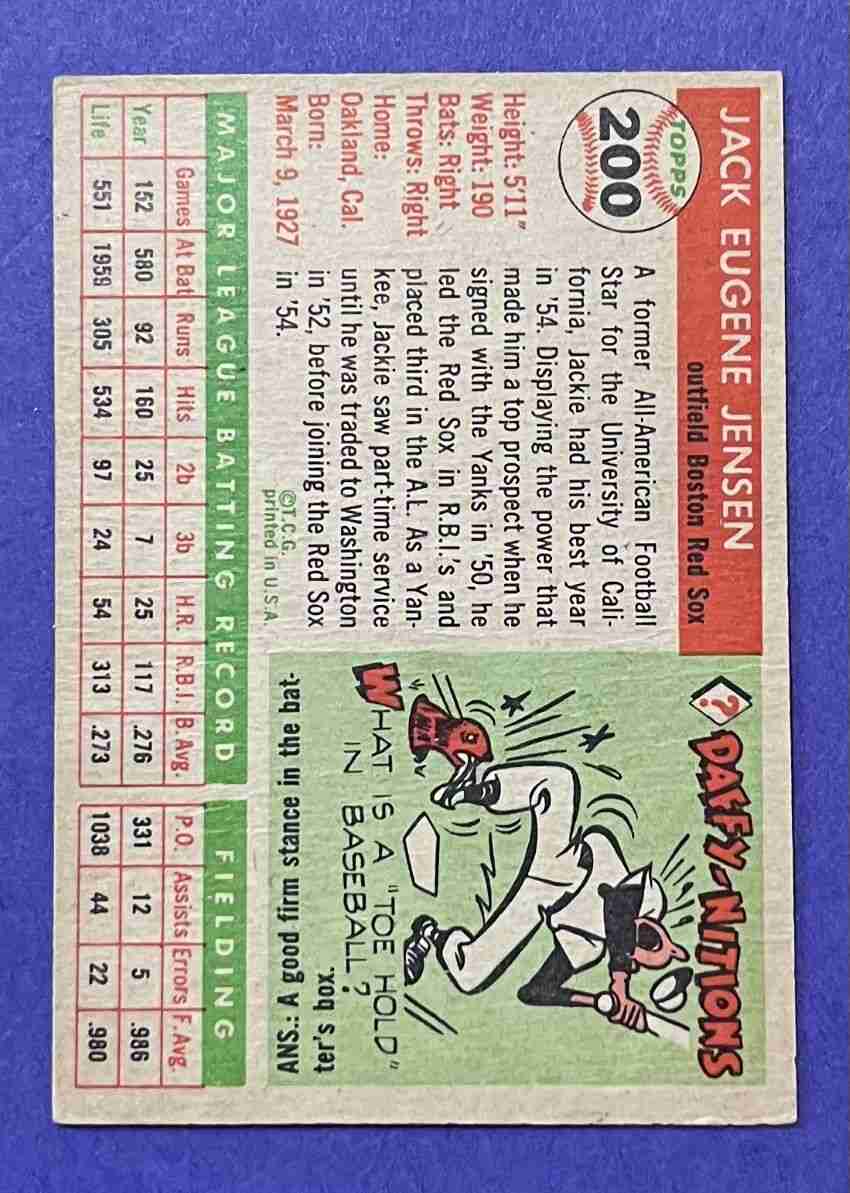 JACK EUGENE JENSEN
outfield Boston Red Sox
TOPPS
200
Height: 5'11"
Weight: 190
Bats: Right
Throws: Right
Home:
Oakland, Cal.
Born:
March 9, 1927
A former All-American Football
Star for the University of Cali-
fornia, Jackie had his best year
in '54. Displaying the power that
made him a top prospect when he
signed with the Yanks in '50, he
led the Red Sox in R.B.I.'s and
placed third in the A.L. As a Yan-
kee, Jackie saw part-time service
until he was traded to Washington
in '52, before joining the Red Sox
in '54.
©T.C.G.
printed in U.S.A.
? DAFFY-NITIONS
WHAT IS A "TOE HOLD"
IN BASEBALL?
ANS.: A good firm stance in the bat-
ter's box.
MAJOR LEAGUE BATTING RECORD FIELDING
Games At Bat Runs Hits 2b 3b H.R. R.B.I. B. Avg. P.O. Assists Errors F. Avg.
Year 152 580 92 160 25 7 25 117 .276 331 12 5 .986
Life 551 1959 305 534 97 24 54 313 .273 1038 44 22 .980